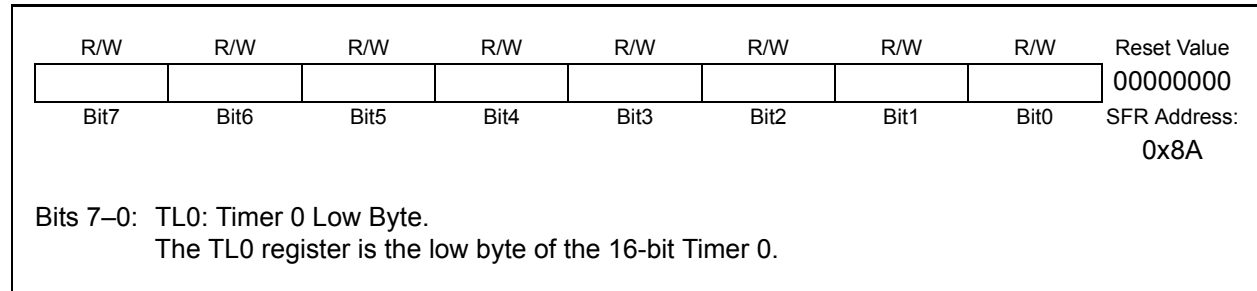 R/W R/W R/W R/W R/W R/W R/W R/W Reset Value
00000000
Bit7 Bit6 Bit5 Bit4 Bit3 Bit2 Bit1 Bit0 SFR Address:
0x8A
Bits 7–0: TL0: Timer 0 Low Byte.
The TL0 register is the low byte of the 16-bit Timer 0.